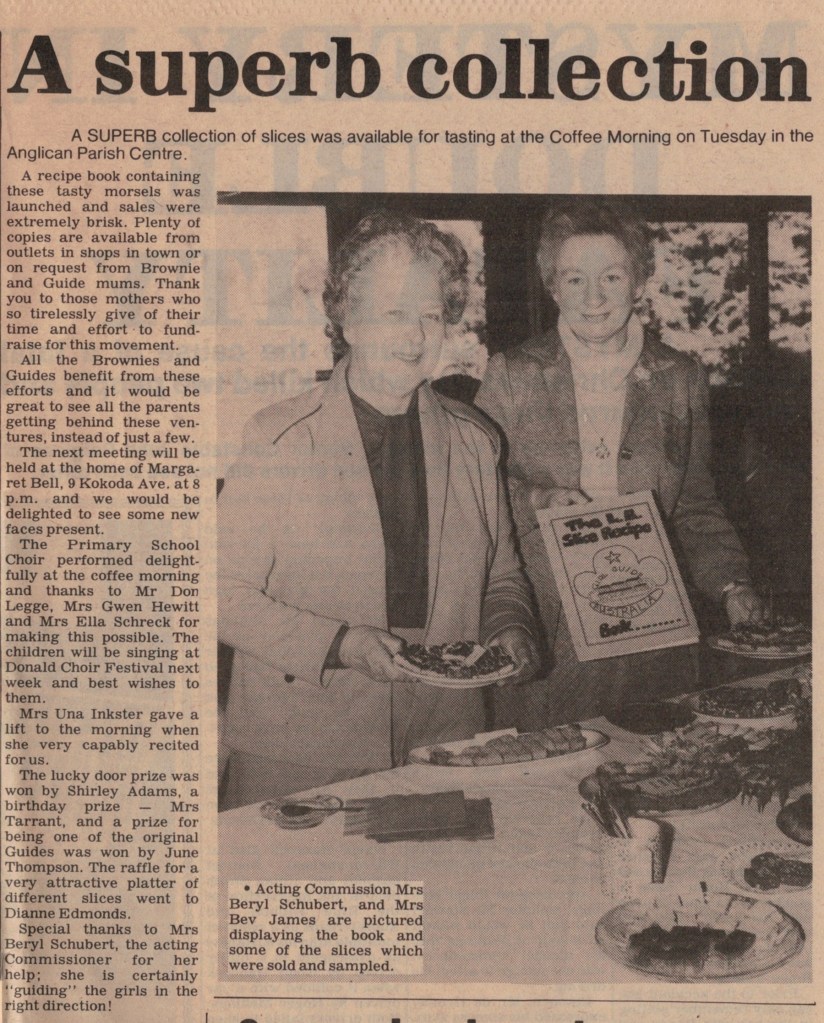 A superb collection
A SUPERB collection of slices was available for tasting at the Coffee Morning on Tuesday in the
Anglican Parish Centre.
A recipe book containing
these tasty morsels was
launched and sales were
extremely brisk. Plenty of
copies are available from
outlets in shops in town or
on request from Brownie
and Guide mums. Thank
you to those mothers who
so tirelessly give of their
time and effort to fund-
raise for this movement.
All the Brownies and
Guides benefit from these
efforts and it would be
great to see all the parents
getting behind these ven-
tures, instead of just a few.
The next meeting will be
held at the home of Marga-
ret Bell, 9 Kokoda Ave. at 8
p.m. and we would be
delighted to see some new
faces present.
The Primary School
Choir performed delight-
fully at the coffee morning
and thanks to Mr Don
Legge, Mrs Gwen Hewitt
and Mrs Ella Schreck for
making this possible. The
children will be singing at
Donald Choir Festival next
week and best wishes to
them.
Mrs Una Inkster gave a
lift to the morning when
she very capably recited
for us.
The lucky door prize was
won by Shirley Adams, a
birthday prize — Mrs
Tarrant, and a prize for
being one of the original
Guides was won by June
Thompson. The raffle for a
very attractive platter of
different slices went to
Dianne Edmonds.
Special thanks to Mrs
Beryl Schubert, the acting
Commissioner for her
help; she is certainly
"guiding" the girls in the
right direction!
The L.A.
Slice Recipe
GIRL GUIDES
AUSTRALIA
Book.........
• Acting Commission Mrs
Beryl Schubert, and Mrs
Bev James are pictured
displaying the book and
some of the slices which
were sold and sampled.